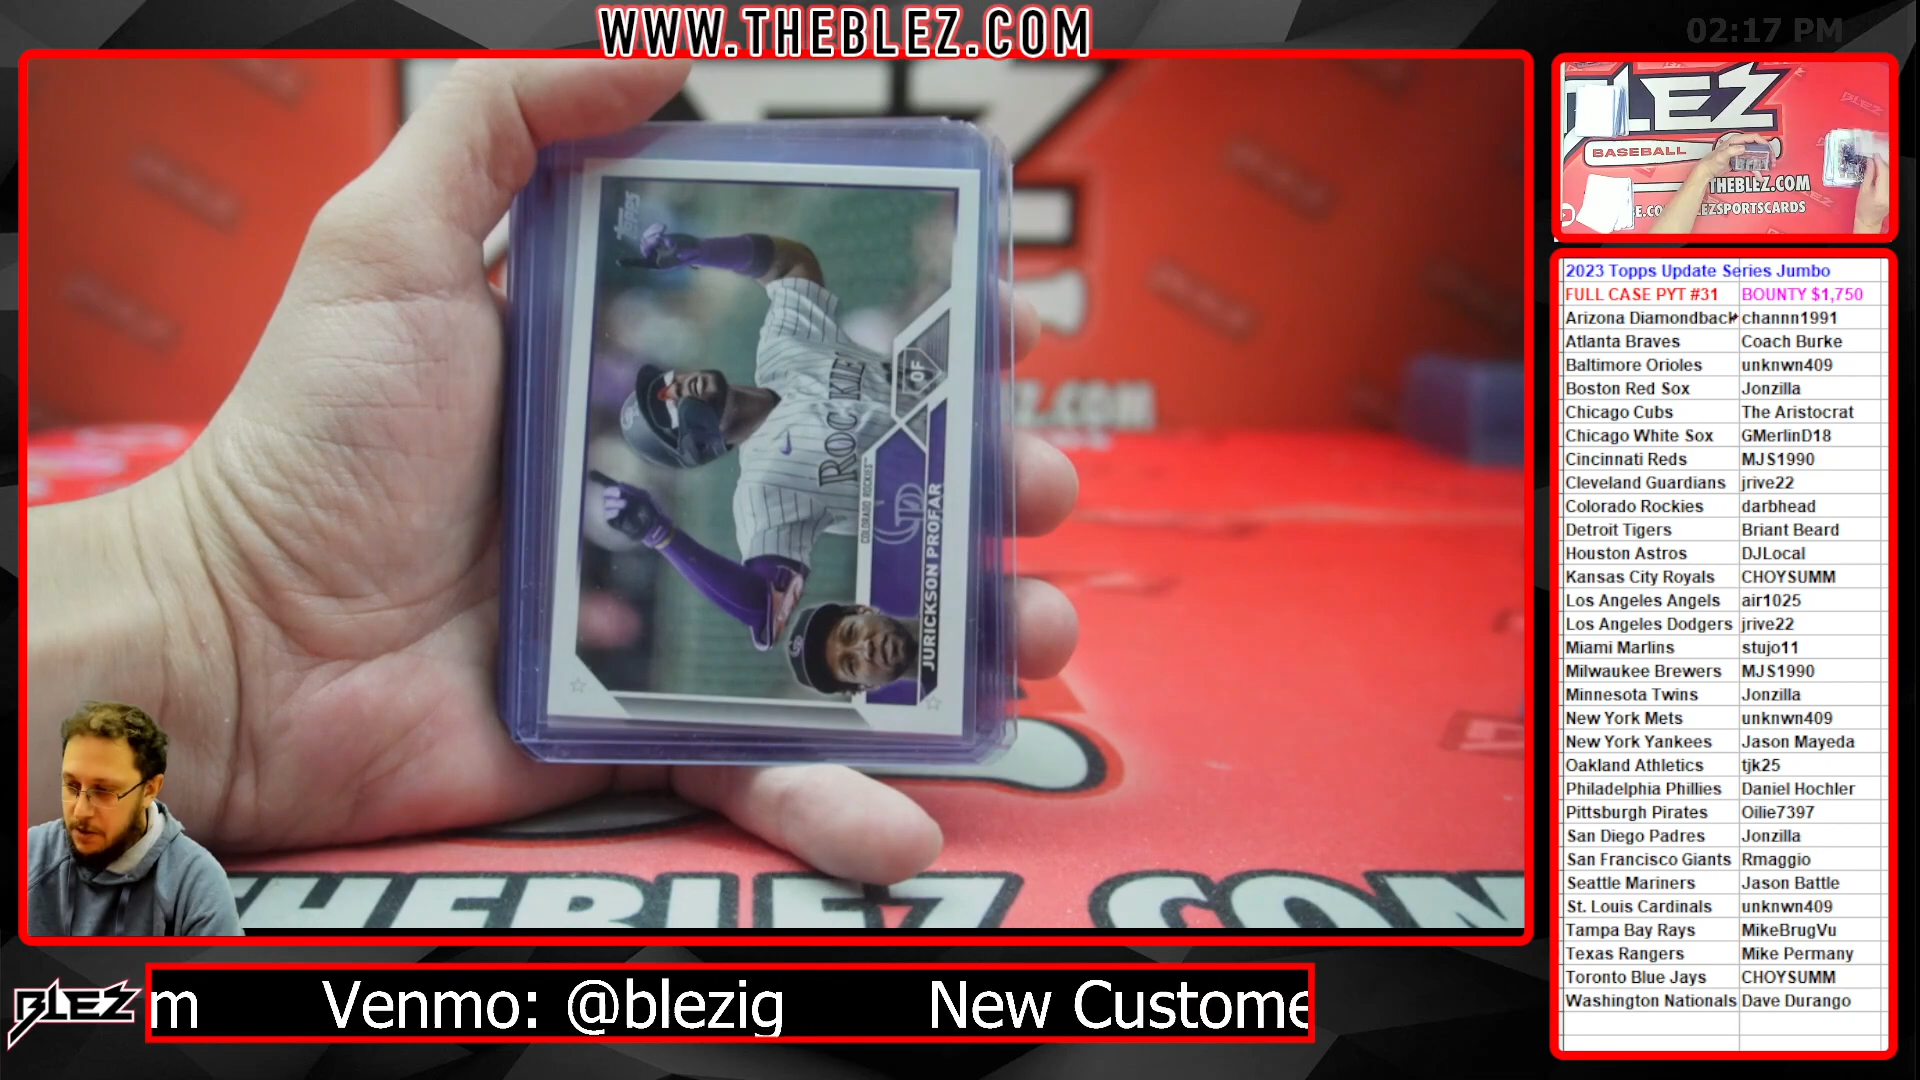 WWW.THEBLEZ.COM
02:17 PM
TOPPS
ROCKIE
OF
COLORADO ROCKIES
JURICKSON PROFAR
THEBLEZ.COM
BLEZ
m Venmo: @blezig New Custome
LEZ
BASEBALL
THEBLEZ.COM
LEZSPORTSCARDS
2023 Topps Update Series Jumbo
FULL CASE PYT #31 BOUNTY $1,750
Arizona Diamondback channn1991
Atlanta Braves Coach Burke
Baltimore Orioles unknwn409
Boston Red Sox Jonzilla
Chicago Cubs The Aristocrat
Chicago White Sox GMerlinD18
Cincinnati Reds MJS1990
Cleveland Guardians jrive22
Colorado Rockies darbhead
Detroit Tigers Briant Beard
Houston Astros DJLocal
Kansas City Royals CHOYSUMM
Los Angeles Angels air1025
Los Angeles Dodgers jrive22
Miami Marlins stujo11
Milwaukee Brewers MJS1990
Minnesota Twins Jonzilla
New York Mets unknwn409
New York Yankees Jason Mayeda
Oakland Athletics tjk25
Philadelphia Phillies Daniel Hochler
Pittsburgh Pirates Oilie7397
San Diego Padres Jonzilla
San Francisco Giants Rmaggio
Seattle Mariners Jason Battle
St. Louis Cardinals unknwn409
Tampa Bay Rays MikeBrugVu
Texas Rangers Mike Permany
Toronto Blue Jays CHOYSUMM
Washington Nationals Dave Durango